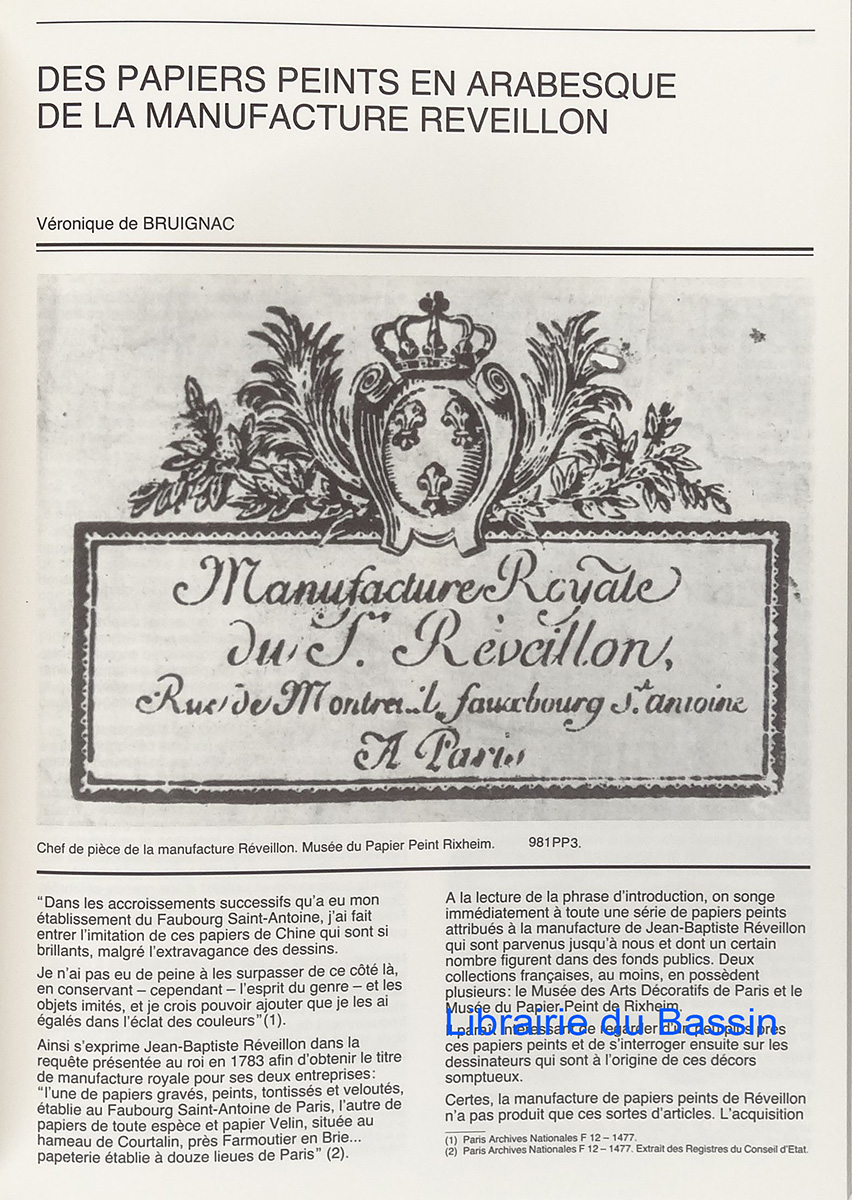 DES PAPIERS PEINTS EN ARABESQUE
DE LA MANUFACTURE REVEILLON
Véronique de BRUIGNAC
Manufacture Royale
du Sr. Réveillon,
Rue de Montreuil fauxbourg St. antoine
A Paris
Chef de pièce de la manufacture Réveillon. Musée du Papier Peint Rixheim. 981PP3.
“Dans les accroissements successifs qu’a eu mon
établissement du Faubourg Saint-Antoine, j’ai fait
entrer l’imitation de ces papiers de Chine qui sont si
brillants, malgré l’extravagance des dessins.
Je n’ai pas eu de peine à les surpasser de ce côté là,
en conservant – cependant – l’esprit du genre – et les
objets imités, et je crois pouvoir ajouter que je les ai
égalés dans l’éclat des couleurs” (1).
Ainsi s’exprime Jean-Baptiste Réveillon dans la
requête présentée au roi en 1783 afin d’obtenir le titre
de manufacture royale pour ses deux entreprises:
“l’une de papiers gravés, peints, tontissés et veloutés,
établie au Faubourg Saint-Antoine de Paris, l’autre de
papiers de toute espèce et papier Velin, située au
hameau de Courtalin, près Farmoutier en Brie...
papeterie établie à douze lieues de Paris” (2).
A la lecture de la phrase d’introduction, on songe
immédiatement à toute une série de papiers peints
attribués à la manufacture de Jean-Baptiste Réveillon
qui sont parvenus jusqu’à nous et dont un certain
nombre figurent dans des fonds publics. Deux
collections françaises, au moins, en possèdent
plusieurs: le Musée des Arts Décoratifs de Paris et le
Musée du Papier Peint de Rixheim.
Librairie du Bassin
Il paraît intéressant de regarder d’un peu plus près
ces papiers peints et de s’interroger ensuite sur les
dessinateurs qui sont à l’origine de ces décors
somptueux.
Certes, la manufacture de papiers peints de Réveillon
n’a pas produit que ces sortes d’articles. L’acquisition
(1) Paris Archives Nationales F 12 – 1477.
(2) Paris Archives Nationales F 12 – 1477. Extrait des Registres du Conseil d’Etat.